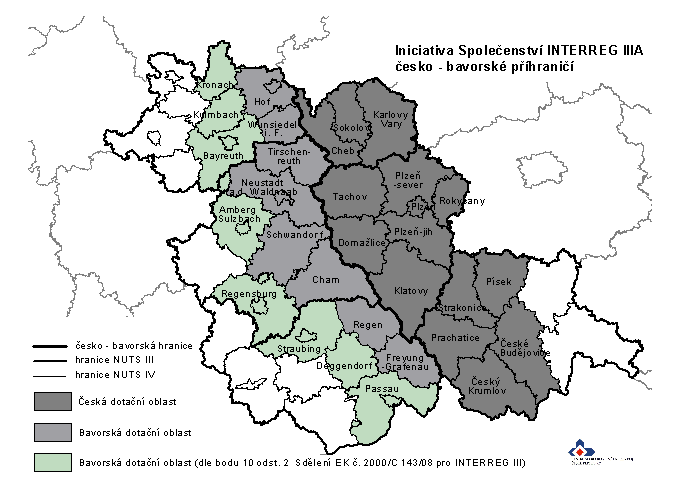 Iniciativa Společenství INTERREG IIIA
česko - bavorské příhraničí
Kronach
Hof
Kulmbach
Wunsiedel
i. F.
Bayreuth
Tirschen-
reuth
Neustadt
a. d. Waldnaab
Amberg
Sulzbach
Schwandorf
Cham
Regensburg
Regen
Straubing
Deggendorf
Freyung
-Grafenau
Passau
Karlovy
Vary
Sokolov
Cheb
Plzeň
-sever
Tachov
Plzeň
Rokycany
Domažlice
Plzeň-jih
Klatovy
Písek
Strakonice
Prachatice
České
Budějovice
Český
Krumlov
česko - bavorská hranice
hranice NUTS III
hranice NUTS IV
Česká dotační oblast
Bavorská dotační oblast
Bavorská dotační oblast (dle bodu 10 odst. 2 Sdělení EK č. 2000/C 143/08 pro INTERREG III)